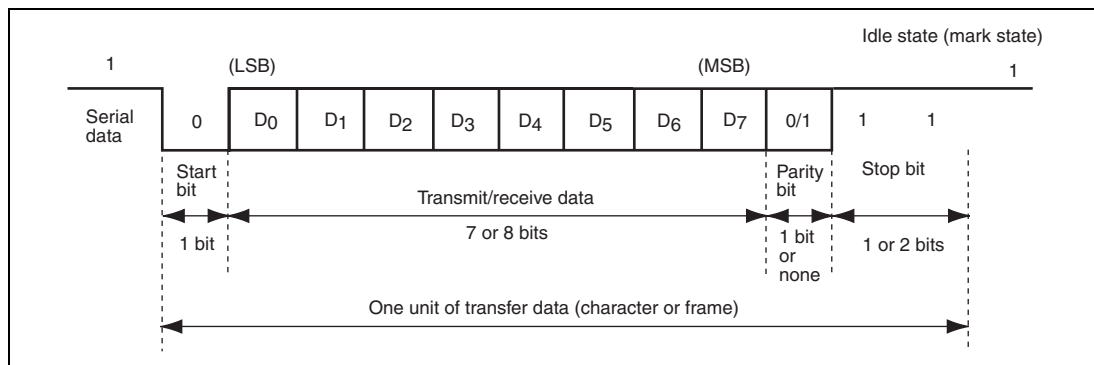 Idle state (mark state)
1 (LSB) (MSB) 1
Serial data 0 D0 D1 D2 D3 D4 D5 D6 D7 0/1 1 1
Start bit
Parity bit
Stop bit
Transmit/receive data
1 bit
7 or 8 bits
1 bit or none
1 or 2 bits
One unit of transfer data (character or frame)